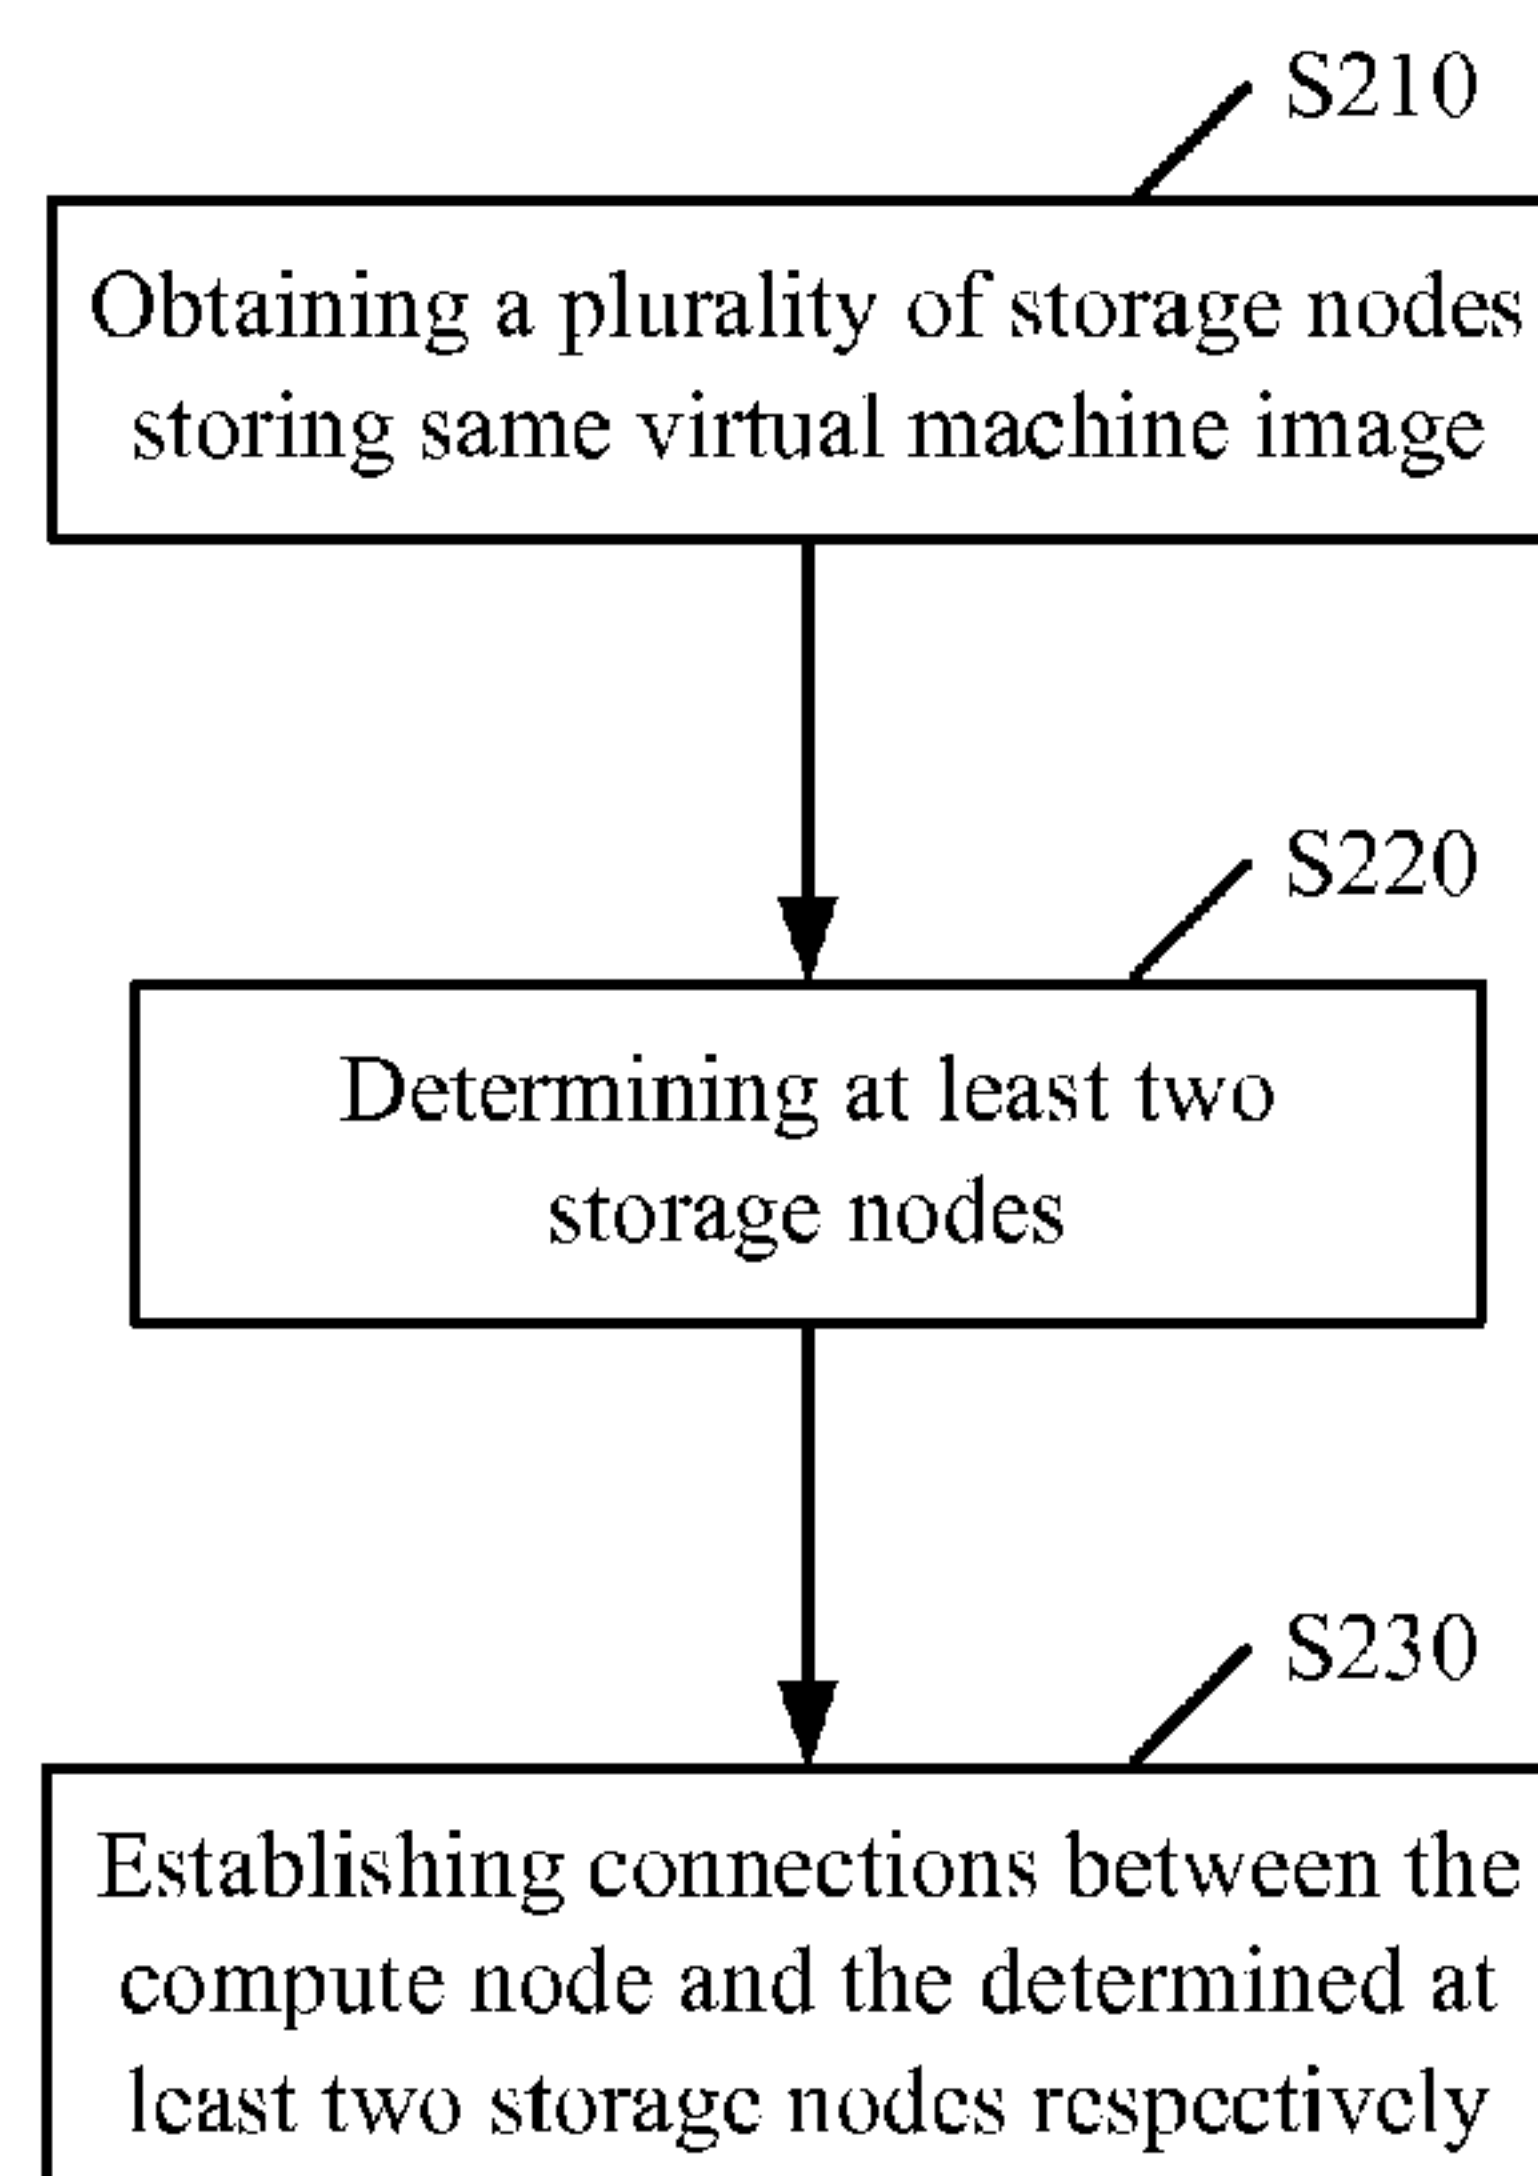 S210
Obtaining a plurality of storage nodes
storing same virtual machine image
S220
Determining at least two
storage nodes
S230
Establishing connections between the
compute node and the determined at
least two storage nodes respectively